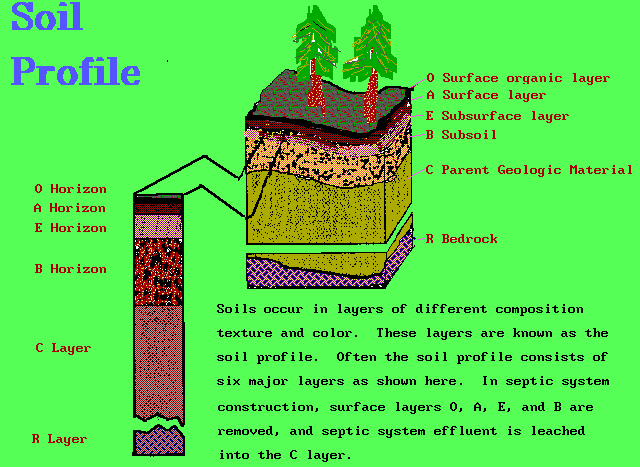 Soil
Profile
O Surface organic layer
A Surface layer
E Subsurface layer
B Subsoil
C Parent Geologic Material
R Bedrock
O Horizon
A Horizon
E Horizon
B Horizon
C Layer
R Layer
Soils occur in layers of different composition
texture and color.  These layers are known as the
soil profile.  Often the soil profile consists of
six major layers as shown here.  In septic system
construction, surface layers O, A, E, and B are
removed, and septic system effluent is leached
into the C layer.